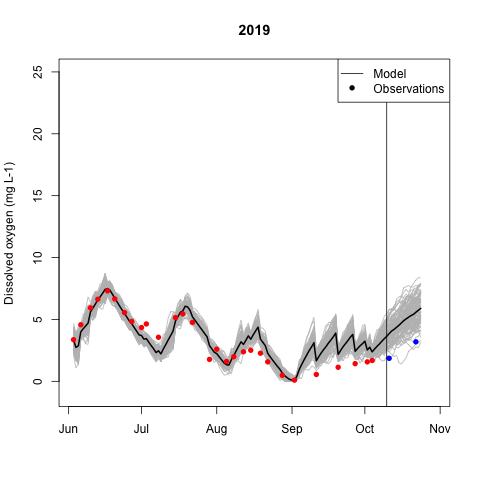 2019
Dissolved oxygen (mg L-1)
25
20
15
10
5
0
Model
Observations
Jun Jul Aug Sep Oct Nov